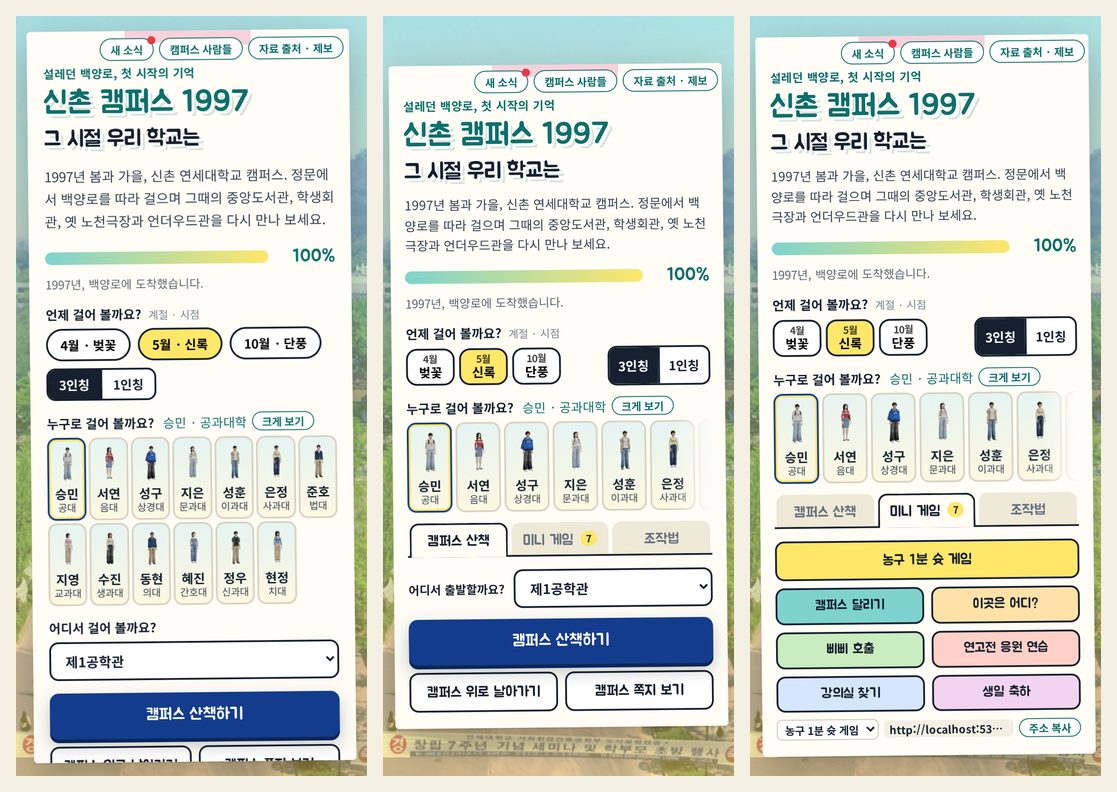 새 소식
캠퍼스 사람들
자료 출처 · 제보
설레던 백양로, 첫 시작의 기억
신촌 캠퍼스 1997
그 시절 우리 학교는
1997년 봄과 가을, 신촌 연세대학교 캠퍼스. 정문에
서 백양로를 따라 걸으며 그때의 중앙도서관, 학생회
관, 옛 노천극장과 언더우드관을 다시 만나 보세요.
100%
1997년, 백양로에 도착했습니다.
언제 걸어 볼까요? 계절 · 시점
4월 · 벚꽃
5월 · 신록
10월 · 단풍
3인칭
1인칭
누구로 걸어 볼까요? 승민 · 공과대학 크게 보기
승민 서연 성구 지은 성훈 은정 준호
공대 음대 상경대 문과대 이과대 사과대 법대
지영 수진 동현 혜진 정우 현정
교과대 생과대 의대 간호대 신과대 치대
어디서 걸어 볼까요?
제1공학관
캠퍼스 산책하기
새 소식
캠퍼스 사람들
자료 출처 · 제보
설레던 백양로, 첫 시작의 기억
신촌 캠퍼스 1997
그 시절 우리 학교는
1997년 봄과 가을, 신촌 연세대학교 캠퍼스. 정문에서 백
양로를 따라 걸으며 그때의 중앙도서관, 학생회관, 옛 노천
극장과 언더우드관을 다시 만나 보세요.
100%
1997년, 백양로에 도착했습니다.
언제 걸어 볼까요? 계절 · 시점
4월 벚꽃
5월 신록
10월 단풍
3인칭
1인칭
누구로 걸어 볼까요? 승민 · 공과대학 크게 보기
승민 서연 성구 지은 성훈 은정
공대 음대 상경대 문과대 이과대 사과대
캠퍼스 산책
미니 게임 7
조작법
어디서 출발할까요?
제1공학관
캠퍼스 산책하기
캠퍼스 위로 날아가기
캠퍼스 쪽지 보기
창립 7주년 기념 세미나 및 학부모 초빙 행사
새 소식
캠퍼스 사람들
자료 출처 · 제보
설레던 백양로, 첫 시작의 기억
신촌 캠퍼스 1997
그 시절 우리 학교는
1997년 봄과 가을, 신촌 연세대학교 캠퍼스. 정문에서 백
양로를 따라 걸으며 그때의 중앙도서관, 학생회관, 옛 노천
극장과 언더우드관을 다시 만나 보세요.
100%
1997년, 백양로에 도착했습니다.
언제 걸어 볼까요? 계절 · 시점
4월 벚꽃
5월 신록
10월 단풍
3인칭
1인칭
누구로 걸어 볼까요? 승민 · 공과대학 크게 보기
승민 서연 성구 지은 성훈 은정
공대 음대 상경대 문과대 이과대 사과대
캠퍼스 산책
미니 게임 7
조작법
농구 1분 슛 게임
캠퍼스 달리기
이곳은 어디?
삐삐 호출
연고전 응원 연습
강의실 찾기
생일 축하
농구 1분 슛 게임
http://localhost:53…
주소 복사